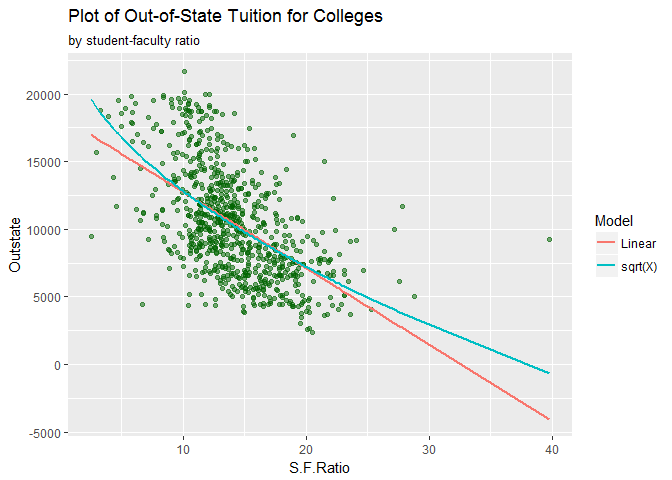 Plot of Out-of-State Tuition for Colleges
by student-faculty ratio
20000
15000
10000
5000
0
-5000
Outstate
10
20
30
40
S.F.Ratio
Model
Linear
sqrt(X)